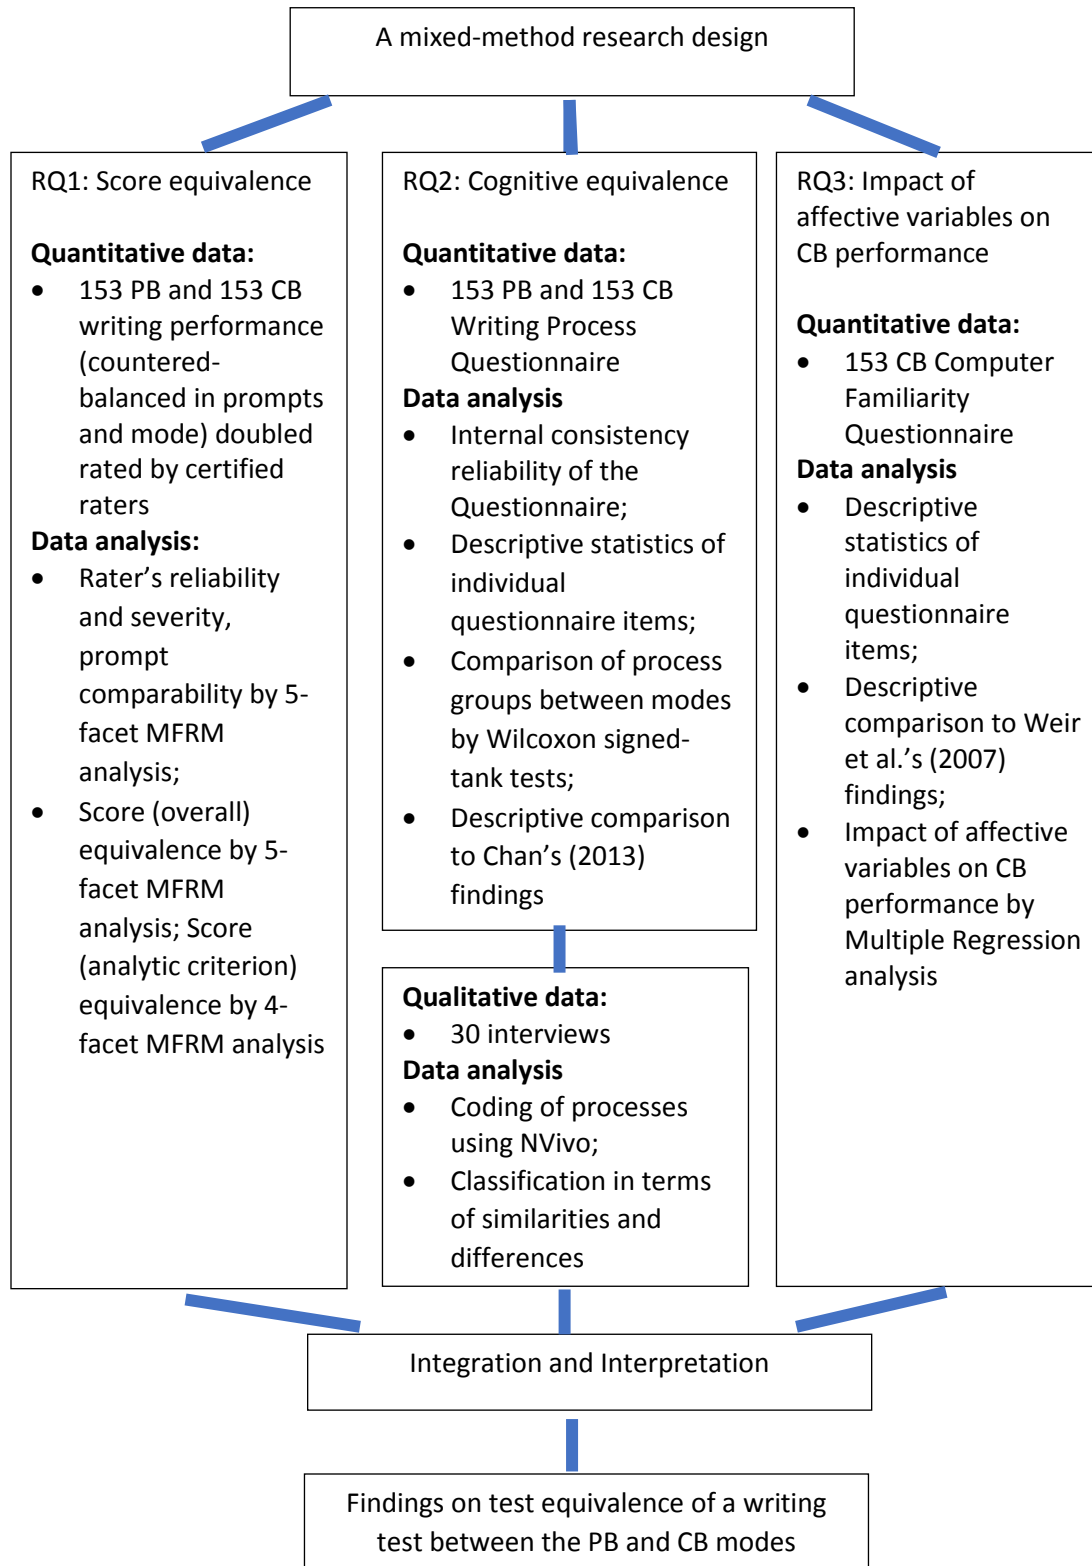 A mixed-method research design
RQ1: Score equivalence
Quantitative data:
• 153 PB and 153 CB
writing performance
(countered-
balanced in prompts
and mode) doubled
rated by certified
raters
Data analysis:
• Rater’s reliability
and severity,
prompt
comparability by 5-
facet MFRM
analysis;
• Score (overall)
equivalence by 5-
facet MFRM
analysis; Score
(analytic criterion)
equivalence by 4-
facet MFRM analysis
RQ2: Cognitive equivalence
Quantitative data:
• 153 PB and 153 CB
Writing Process
Questionnaire
Data analysis
• Internal consistency
reliability of the
Questionnaire;
• Descriptive statistics of
individual
questionnaire items;
• Comparison of process
groups between modes
by Wilcoxon signed-
tank tests;
• Descriptive comparison
to Chan’s (2013)
findings
Qualitative data:
• 30 interviews
Data analysis
• Coding of processes
using NVivo;
• Classification in terms
of similarities and
differences
RQ3: Impact of
affective variables on
CB performance
Quantitative data:
• 153 CB Computer
Familiarity
Questionnaire
Data analysis
• Descriptive
statistics of
individual
questionnaire
items;
• Descriptive
comparison to Weir
et al.’s (2007)
findings;
• Impact of affective
variables on CB
performance by
Multiple Regression
analysis
Integration and Interpretation
Findings on test equivalence of a writing
test between the PB and CB modes